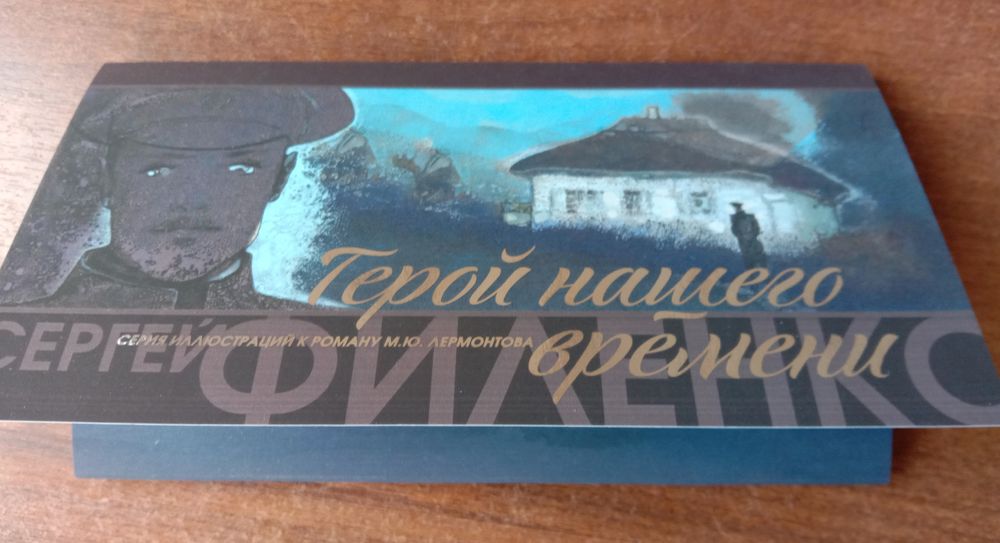 Герой нашего
времени
СЕРИЯ ИЛЛЮСТРАЦИЙ К РОМАНУ М.Ю. ЛЕРМОНТОВА
СЕРГЕЙ
ФИЛЕНКО